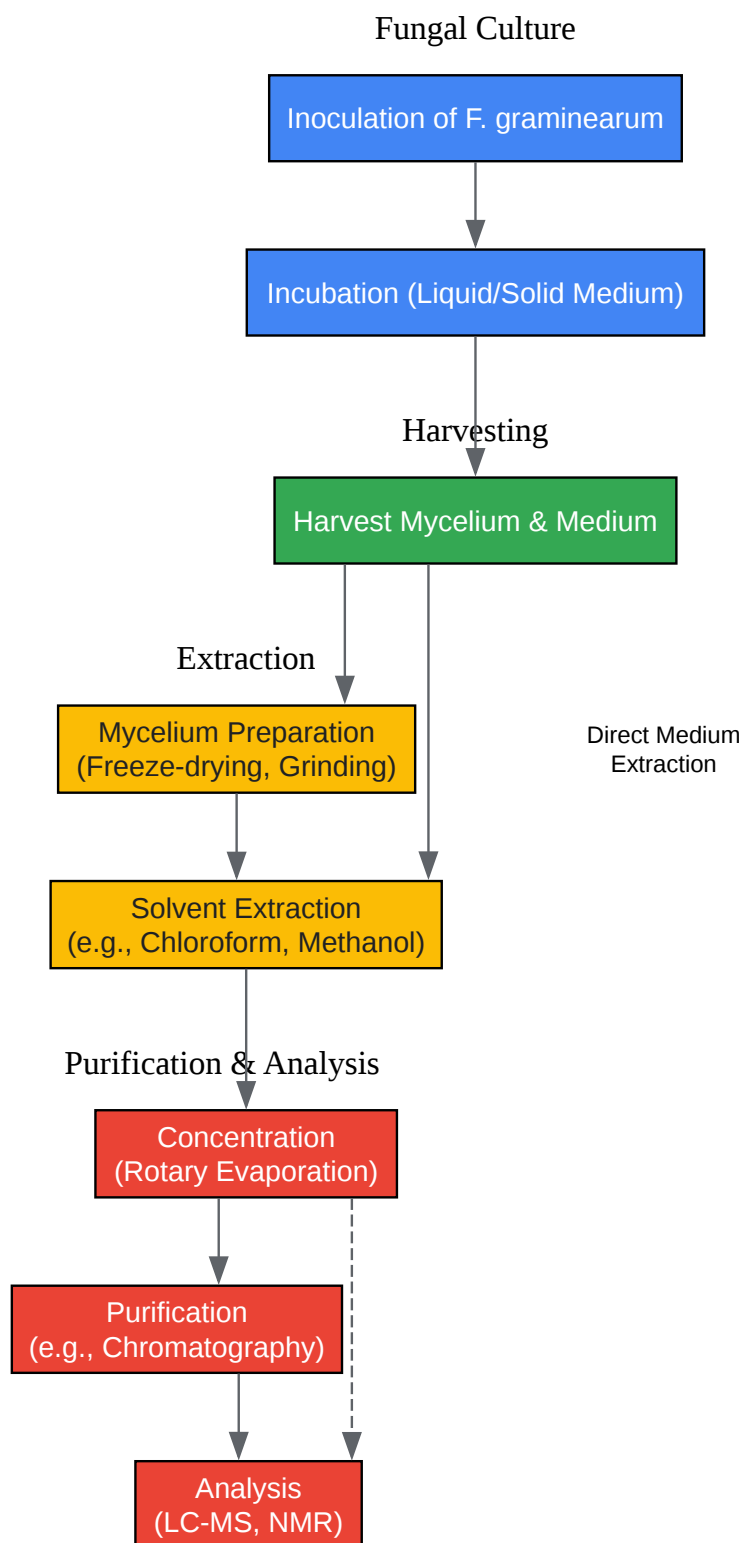 Fungal Culture
Inoculation of F. graminearum
Incubation (Liquid/Solid Medium)
Harvesting
Harvest Mycelium & Medium
Extraction
Mycelium Preparation
(Freeze-drying, Grinding)
Direct Medium
Extraction
Solvent Extraction
(e.g., Chloroform, Methanol)
Purification & Analysis
Concentration
(Rotary Evaporation)
Purification
(e.g., Chromatography)
Analysis
(LC-MS, NMR)